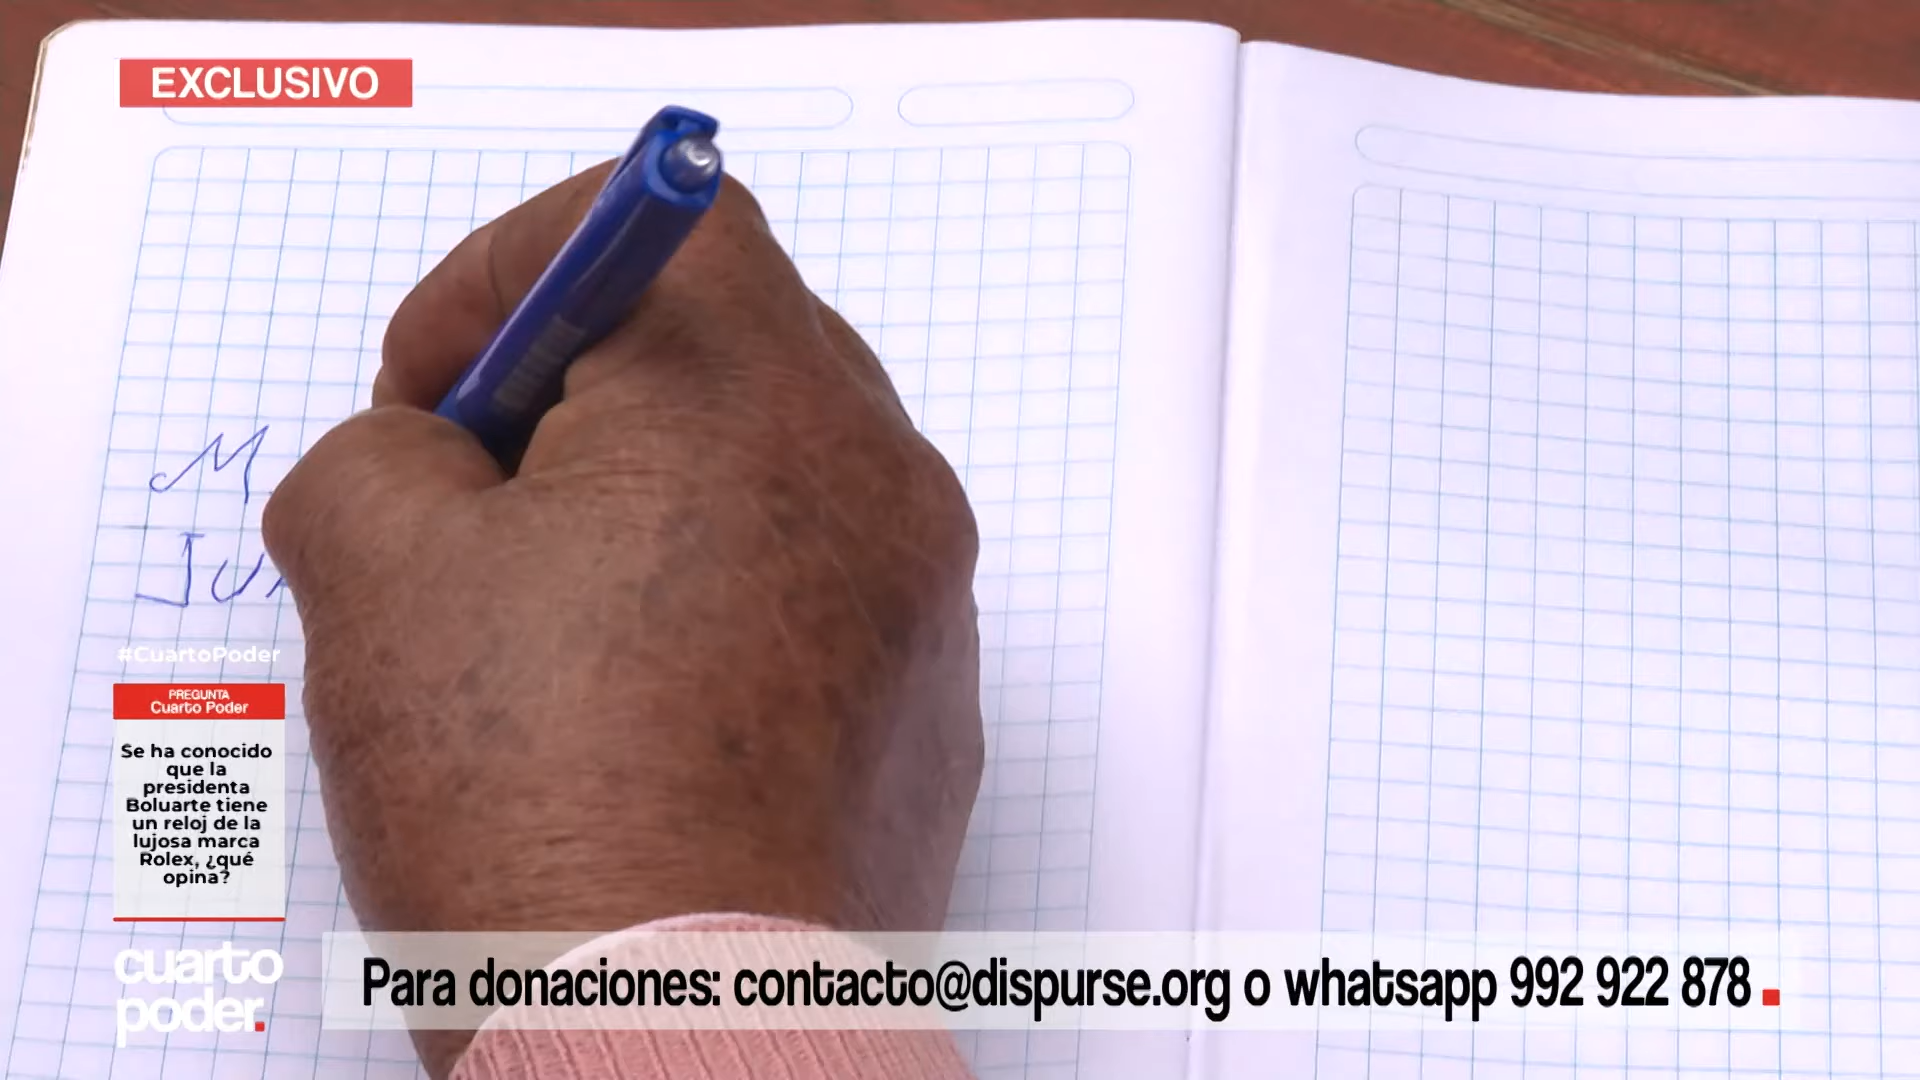 EXCLUSIVO
M
Ju
#CuartoPoder
PREGUNTA
Cuarto Poder
Se ha conocido
que la
presidenta
Boluarte tiene
un reloj de la
lujosa marca
Rolex, ¿qué
opina?
cuarto
poder.
Para donaciones: contacto@dispurse.org o whatsapp 992 922 878